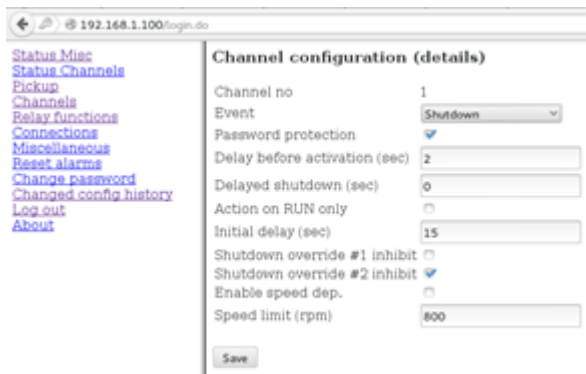 192.168.1.100/login.do
Status Misc
Status Channels
Pickup
Channels
Relay functions
Connections
Miscellaneous
Reset alarms
Change password
Changed config history
Log out
About
Channel configuration (details)
Channel no 1
Event Shutdown
Password protection
Delay before activation (sec) 2
Delayed shutdown (sec) 0
Action on RUN only
Initial delay (sec) 15
Shutdown override #1 inhibit
Shutdown override #2 inhibit
Enable speed dep.
Speed limit (rpm) 800
Save